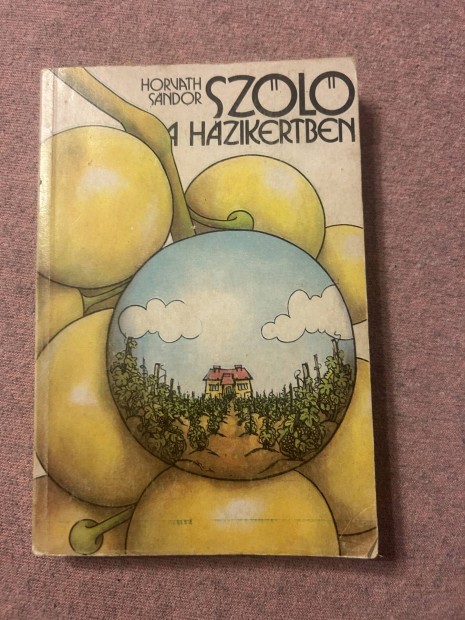 HORVÁTH
SÁNDOR
SZŐLŐ
A HÁZIKERTBEN